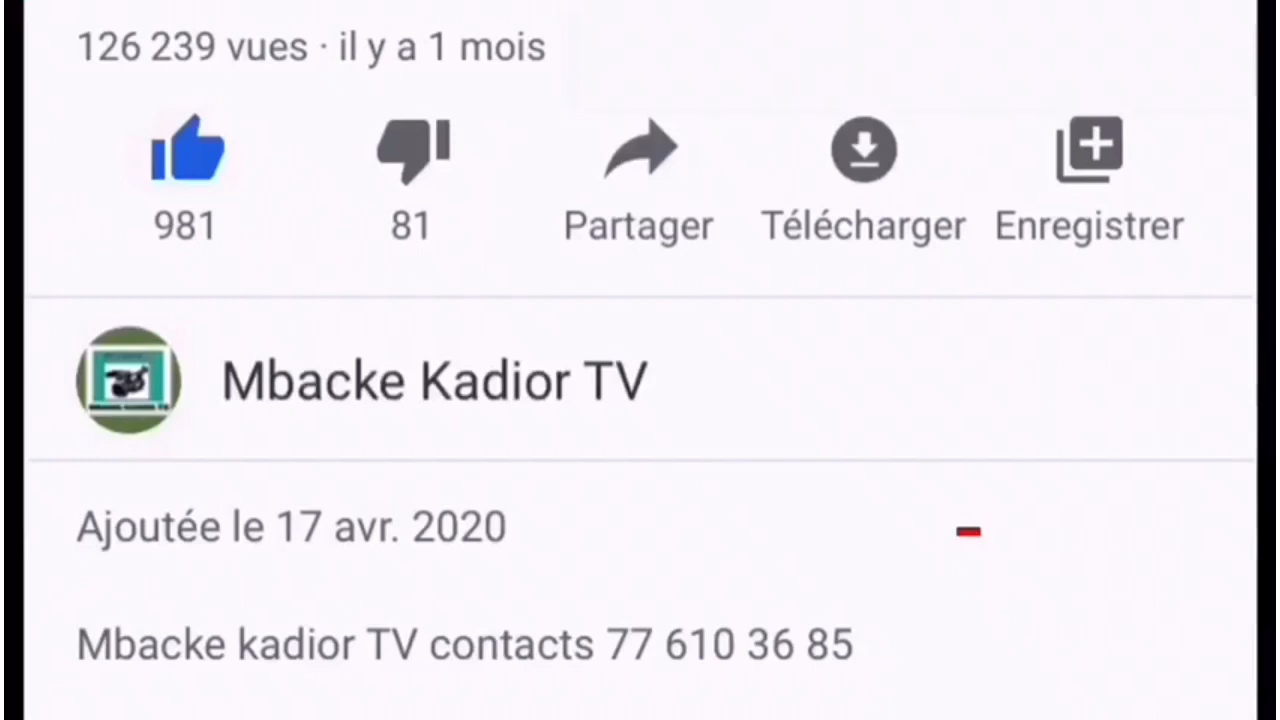 126 239 vues · il y a 1 mois
981 81 Partager Télécharger Enregistrer
Mbacke Kadior TV
Ajoutée le 17 avr. 2020
Mbacke kadior TV contacts 77 610 36 85